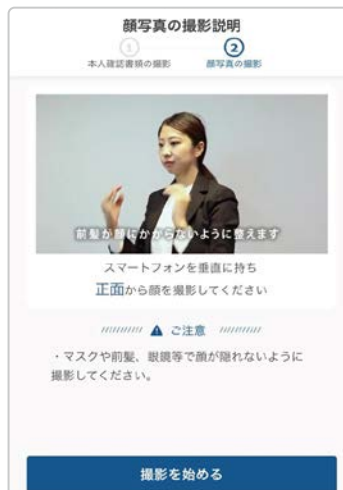 顔写真の撮影説明
1
2
本人確認書類の撮影
顔写真の撮影
前髪が顔にかからないように整えます
スマートフォンを垂直に持ち
正面から顔を撮影してください
ご注意
・マスクや前髪、眼鏡等で顔が隠れないように
撮影してください。
撮影を始める